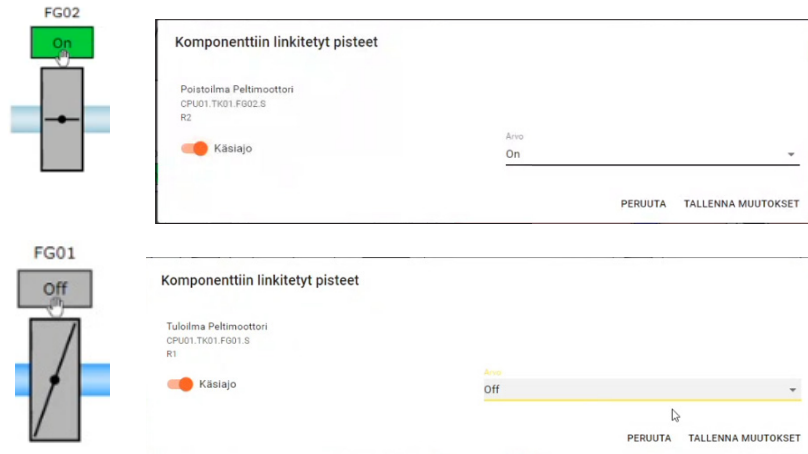 FG02
On
Komponenttiin linkitetyt pisteet
Poistoilma Peltimoottori
CPU01.TK01.FG02.S
R2
Käsiajo
Arvo
On
PERUUTA TALLENNA MUUTOKSET
FG01
Off
Komponenttiin linkitetyt pisteet
Tuloilma Peltimoottori
CPU01.TK01.FG01.S
R1
Käsiajo
Arvo
Off
PERUUTA TALLENNA MUUTOKSET